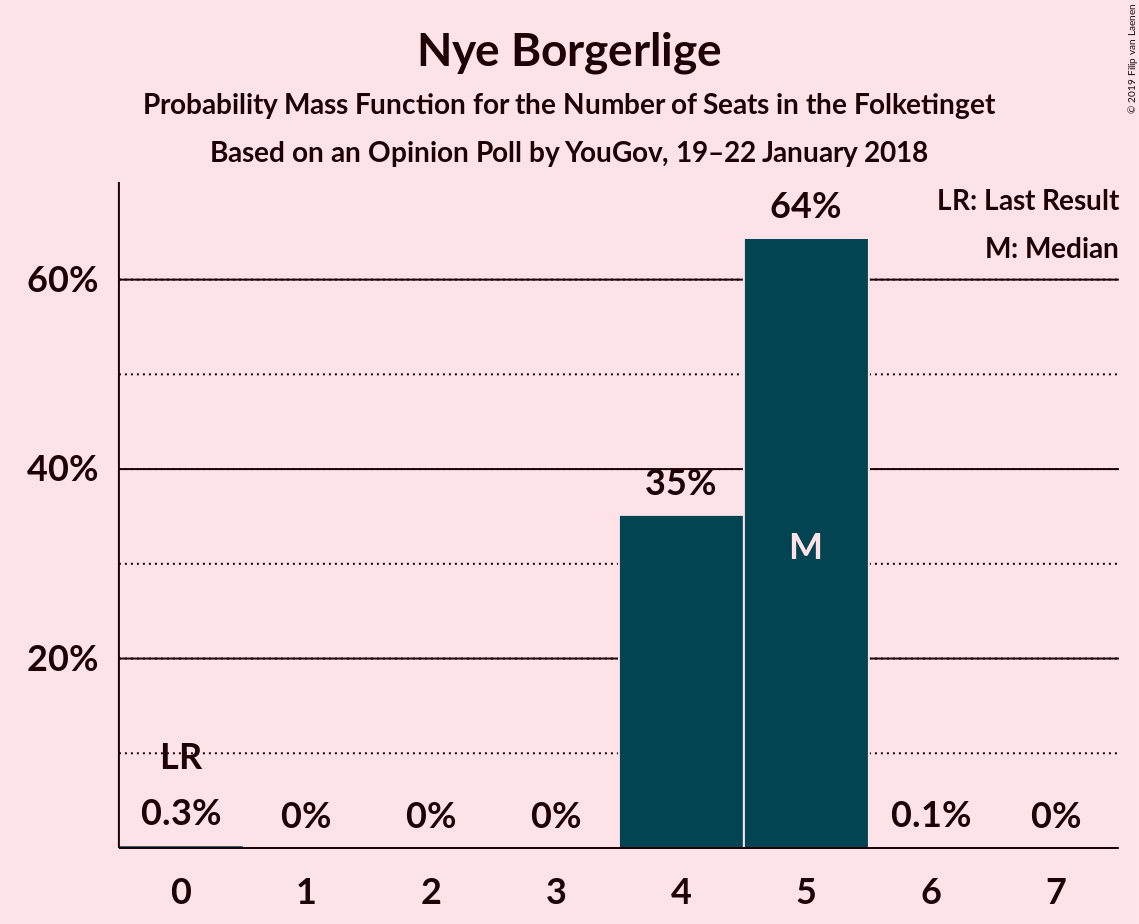 Nye Borgerlige
Probability Mass Function for the Number of Seats in the Folketinget
Based on an Opinion Poll by YouGov, 19–22 January 2018
© 2019 Filip van Laenen
LR: Last Result
M: Median
60%
40%
20%
LR
0.3%
0%
0%
0%
35%
64%
M
0.1%
0%
0 1 2 3 4 5 6 7